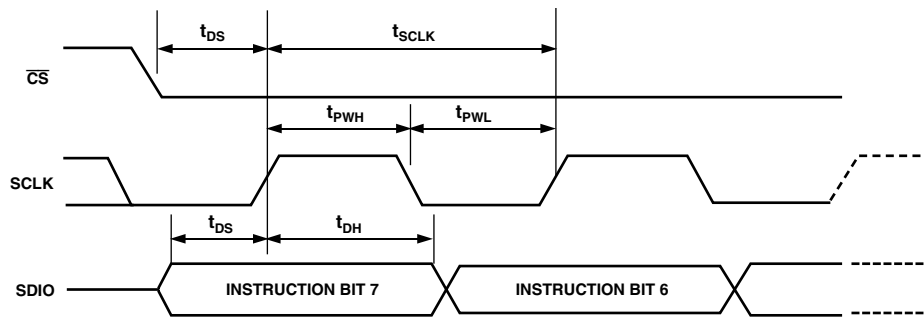 tDS
tSCLK
CS
tPWH
tPWL
SCLK
tDS
tDH
SDIO
INSTRUCTION BIT 7
INSTRUCTION BIT 6